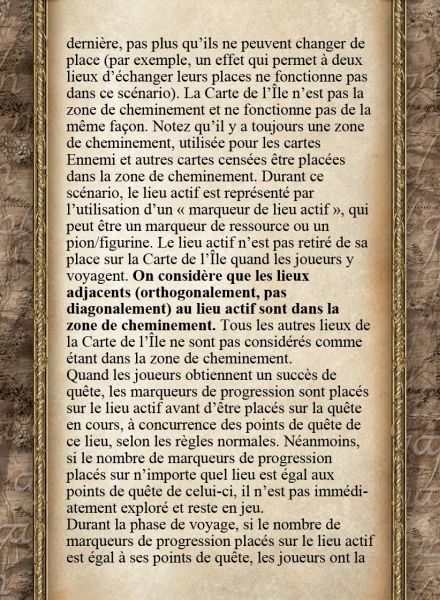 dernière, pas plus qu’ils ne peuvent changer de
place (par exemple, un effet qui permet à deux
lieux d’échanger leurs places ne fonctionne pas
dans ce scénario). La Carte de l’Île n’est pas la
zone de cheminement et ne fonctionne pas de la
même façon. Notez qu’il y a toujours une zone
de cheminement, utilisée pour les cartes
Ennemi et autres cartes censées être placées
dans la zone de cheminement. Durant ce
scénario, le lieu actif est représenté par
l’utilisation d’un « marqueur de lieu actif », qui
peut être un marqueur de ressource ou un
pion/figurine. Le lieu actif n’est pas retiré de sa
place sur la Carte de l’Île quand les joueurs y
voyagent. On considère que les lieux
adjacents (orthogonalement, pas
diagonalement) au lieu actif sont dans la
zone de cheminement. Tous les autres lieux de
la Carte de l’Île ne sont pas considérés comme
étant dans la zone de cheminement.
Quand les joueurs obtiennent un succès de
quête, les marqueurs de progression sont placés
sur le lieu actif avant d’être placés sur la quête
en cours, à concurrence des points de quête de
ce lieu, selon les règles normales. Néanmoins,
si le nombre de marqueurs de progression
placés sur n’importe quel lieu est égal aux
points de quête de celui-ci, il n’est pas immédi-
atement exploré et reste en jeu.
Durant la phase de voyage, si le nombre de
marqueurs de progression placés sur le lieu actif
est égal à ses points de quête, les joueurs ont la